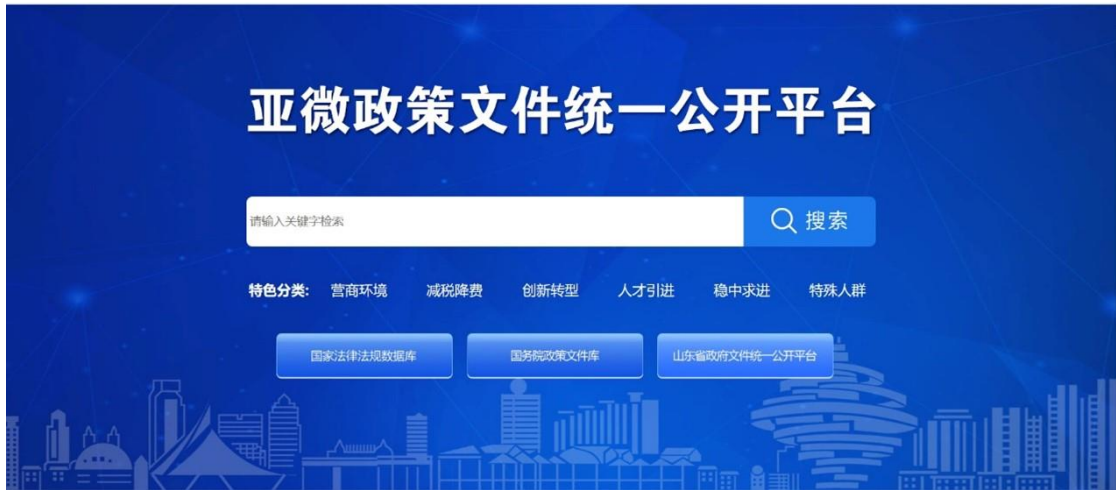 亚微政策文件统一公开平台
请输入关键字检索
搜索
特色分类: 营商环境 减税降费 创新转型 人才引进 稳中求进 特殊人群
国家法律法规数据库 国务院政策文件库 山东省政府文件统一公开平台